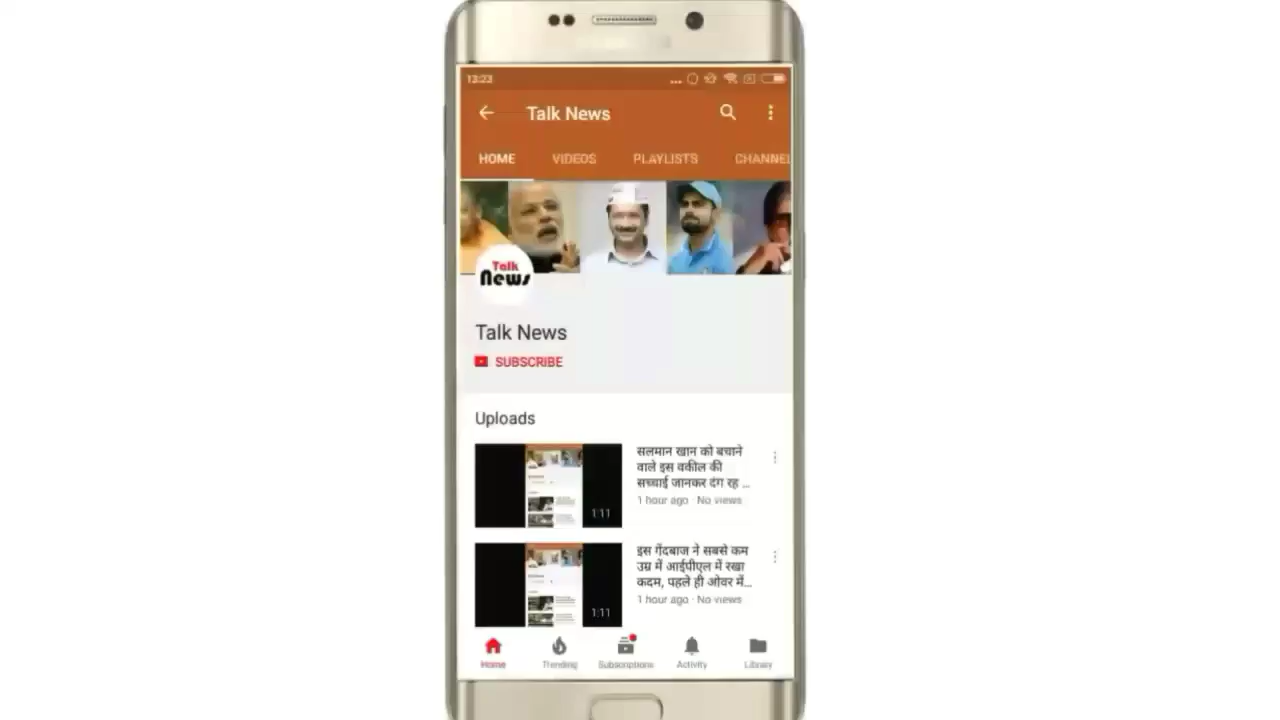 13:23
Talk News
HOME VIDEOS PLAYLISTS CHANNEL
Talk
News
Talk News
SUBSCRIBE
Uploads
सलमान खान को बचाने
वाले इस वकील की
सच्चाई जानकर दंग रह ...
1 hour ago · No views
1:11
इस गेंदबाज ने सबसे कम
उम्र में आईपीएल में रखा
कदम, पहले ही ओवर में...
1 hour ago · No views
1:11
Home Trending Subscriptions Activity Library